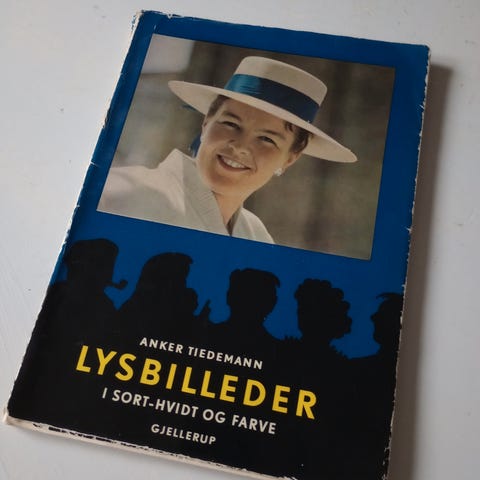 ANKER TIEDEMANN
LYSBILLEDER
I SORT-HVIDT OG FARVE
GJELLERUP